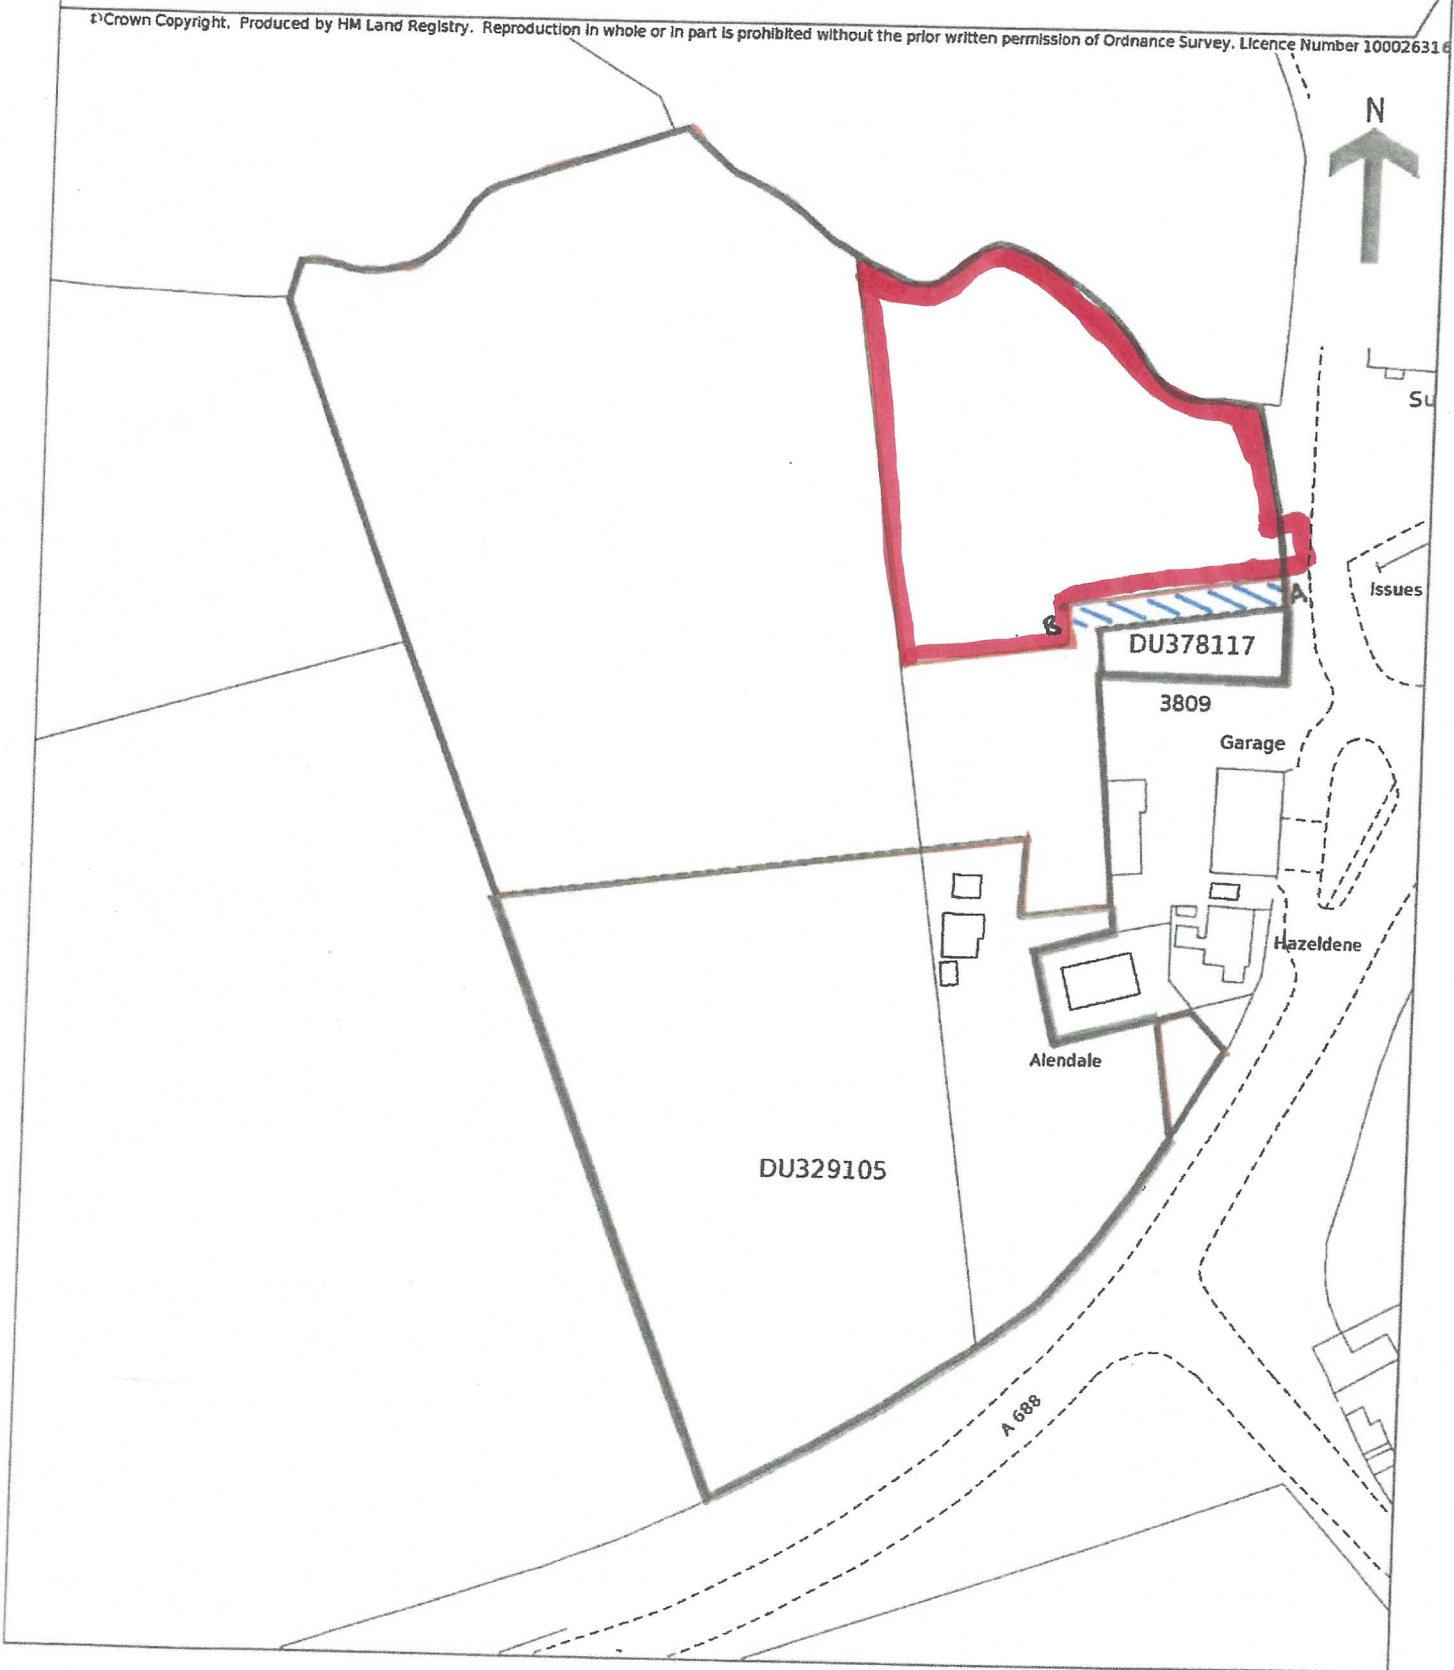 ©Crown Copyright. Produced by HM Land Registry. Reproduction in whole or in part is prohibited without the prior written permission of Ordnance Survey. Licence Number 100026316
N
Su
Issues
A
B
DU378117
3809
Garage
Hazeldene
Alendale
DU329105
A 688